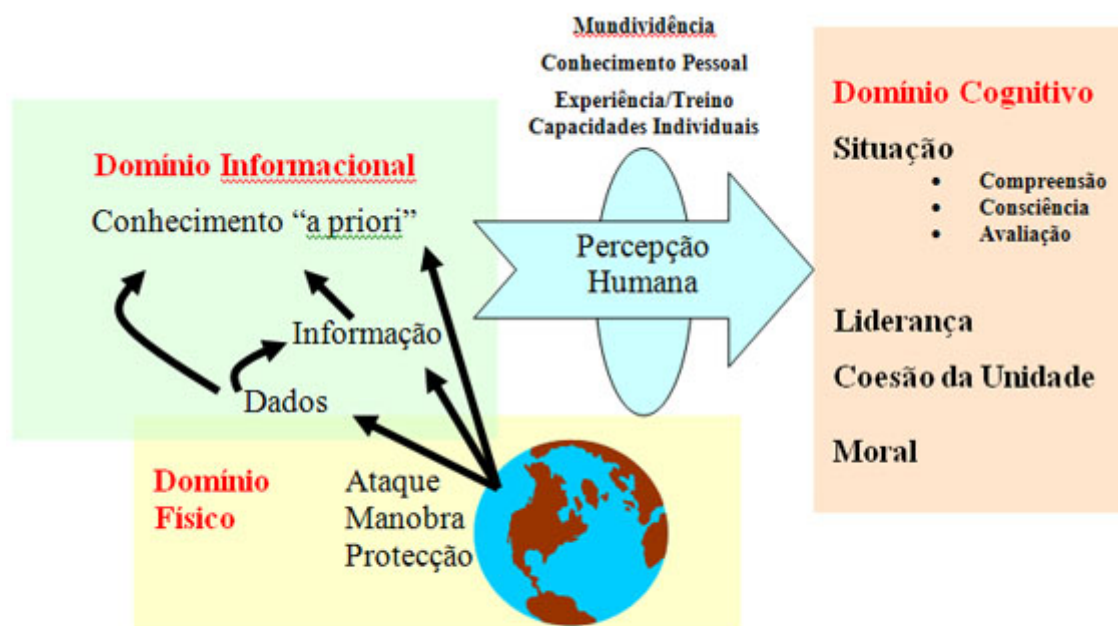 Mundividência
Conhecimento Pessoal
Experiência/Treino
Capacidades Individuais
Domínio Informacional
Conhecimento “a priori”
Informação
Dados
Domínio
Físico
Ataque
Manobra
Protecção
Percepção
Humana
Domínio Cognitivo
Situação
• Compreensão
• Consciência
• Avaliação
Liderança
Coesão da Unidade
Moral